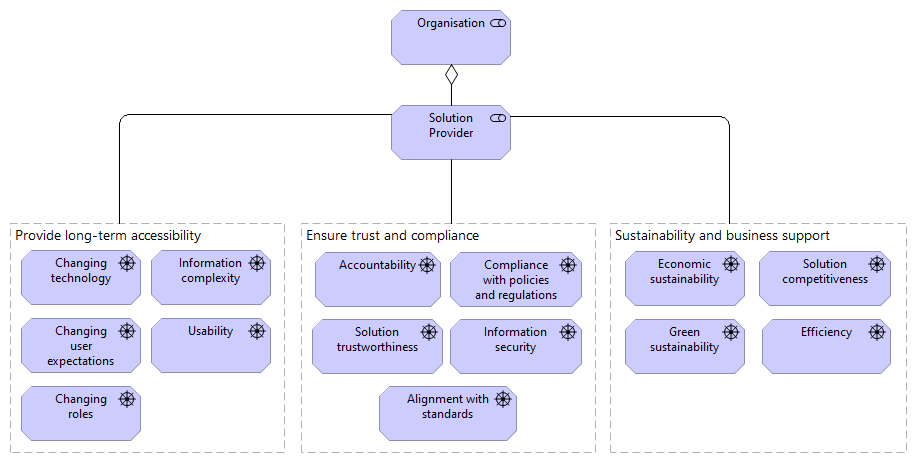 Organisation
Solution
Provider
Provide long-term accessibility
Changing
technology
Information
complexity
Changing
user
expectations
Usability
Changing
roles
Ensure trust and compliance
Accountability
Compliance
with policies
and regulations
Solution
trustworthiness
Information
security
Alignment with
standards
Sustainability and business support
Economic
sustainability
Solution
competitiveness
Green
sustainability
Efficiency